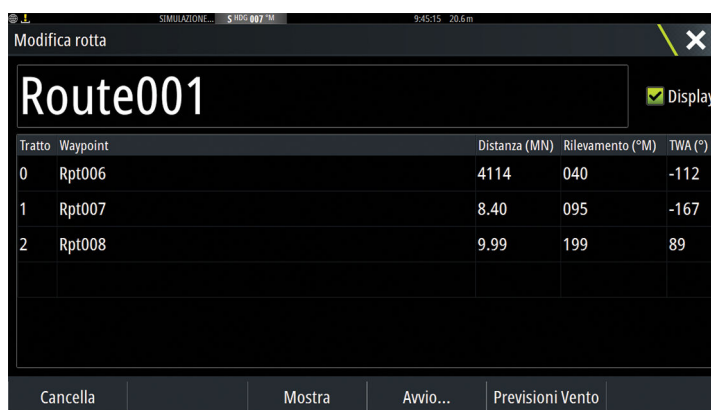 SIMULAZIONE... S HDG 007 °M 9:45:15 20.6 m
Modifica rotta
Route001
Display
Tratto Waypoint Distanza (MN) Rilevamento (°M) TWA (°)
0 Rpt006 4114 040 -112
1 Rpt007 8.40 095 -167
2 Rpt008 9.99 199 89
Cancella Mostra Avvio... Previsioni Vento